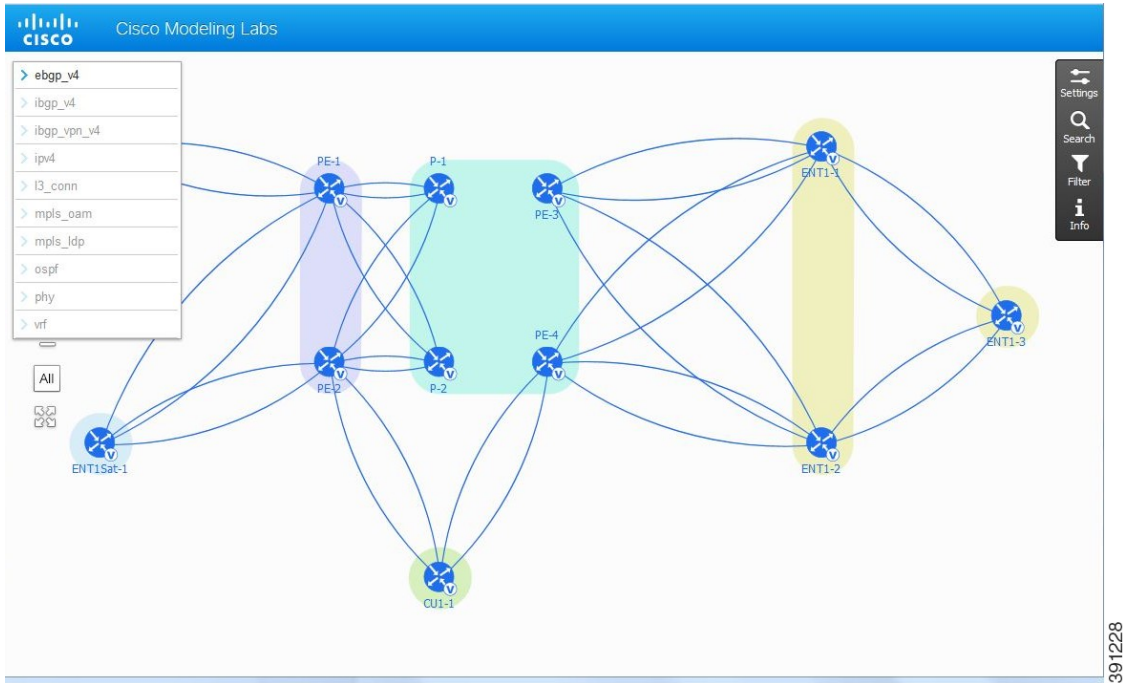 CISCO
Cisco Modeling Labs
> ebgp_v4
> ibgp_v4
> ibgp_vpn_v4
> ipv4
> l3_conn
> mpls_oam
> mpls_ldp
> ospf
> phy
> vrf
All
Settings
Search
Filter
Info
PE-1
P-1
PE-3
ENT1-1
PE-4
ENT1-3
PE-2
P-2
ENT1Sat-1
ENT1-2
CU1-1
V
V
V
V
V
V
V
V
V
V
V
391228